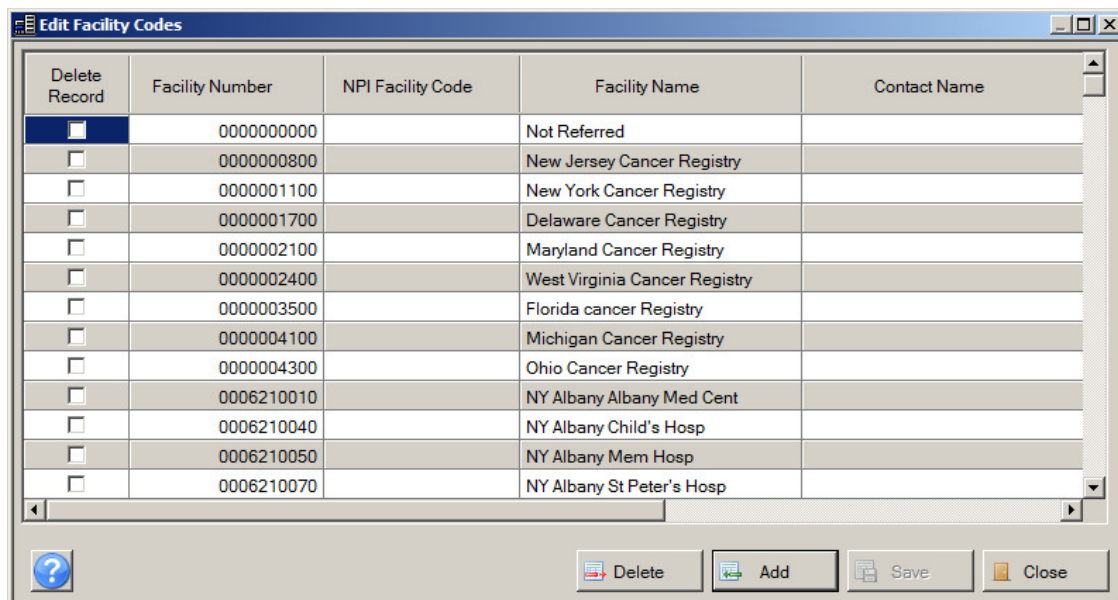 Edit Facility Codes
Delete Record Facility Number NPI Facility Code Facility Name Contact Name
0000000000 Not Referred
0000000800 New Jersey Cancer Registry
0000001100 New York Cancer Registry
0000001700 Delaware Cancer Registry
0000002100 Maryland Cancer Registry
0000002400 West Virginia Cancer Registry
0000003500 Florida cancer Registry
0000004100 Michigan Cancer Registry
0000004300 Ohio Cancer Registry
0006210010 NY Albany Albany Med Cent
0006210040 NY Albany Child's Hosp
0006210050 NY Albany Mem Hosp
0006210070 NY Albany St Peter's Hosp
? Delete Add Save Close